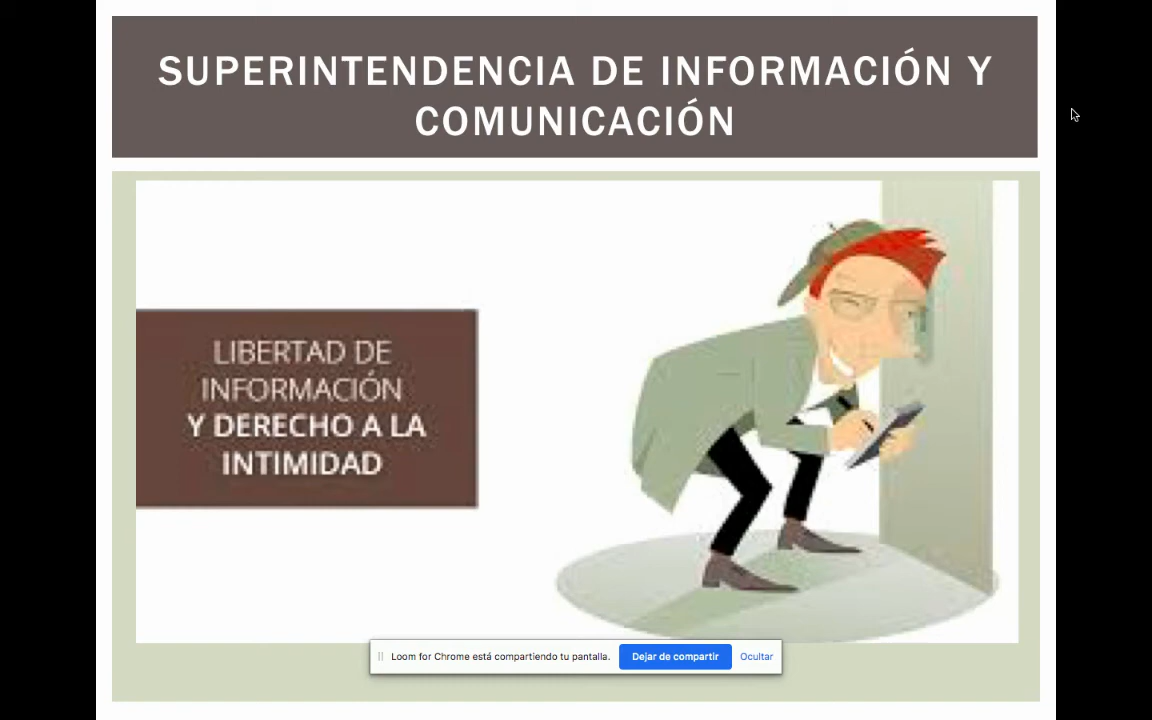 SUPERINTENDENCIA DE INFORMACIÓN Y
COMUNICACIÓN
LIBERTAD DE
INFORMACIÓN
Y DERECHO A LA
INTIMIDAD
Loom for Chrome está compartiendo tu pantalla.
Dejar de compartir
Ocultar